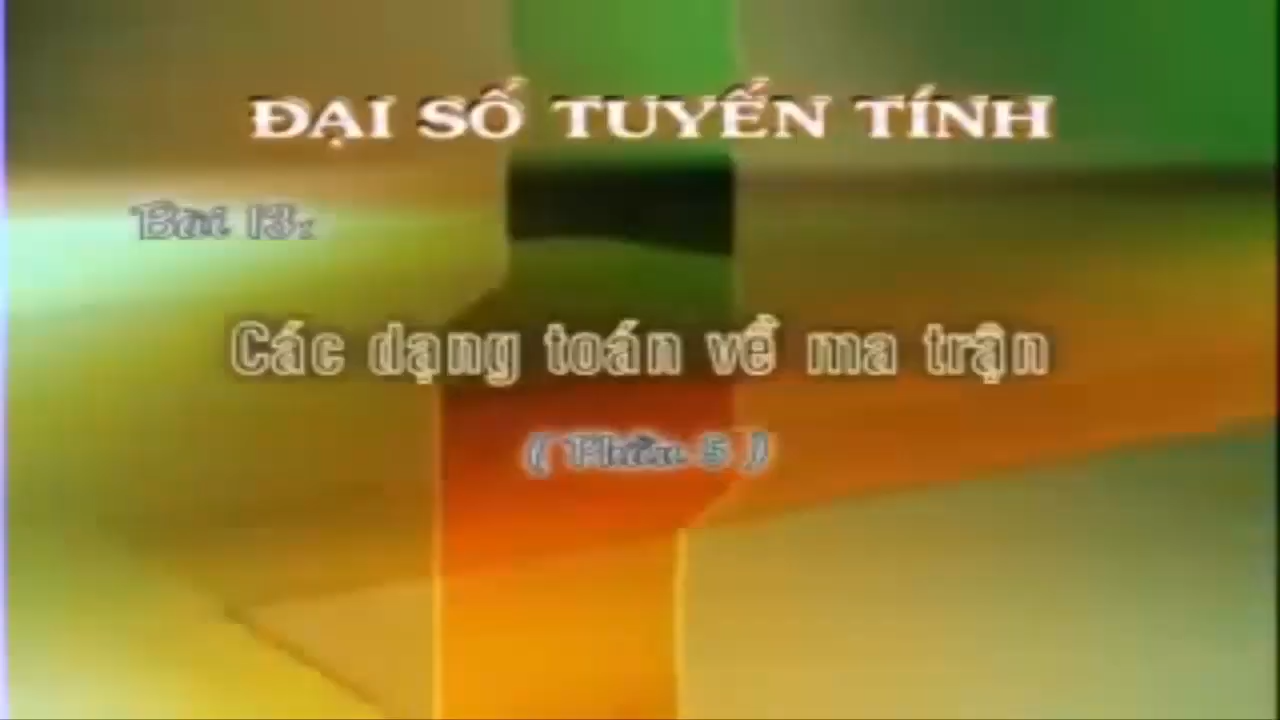 ĐẠI SỐ TUYẾN TÍNH
Bài 13:
Các dạng toán về ma trận
( Phần 5 )